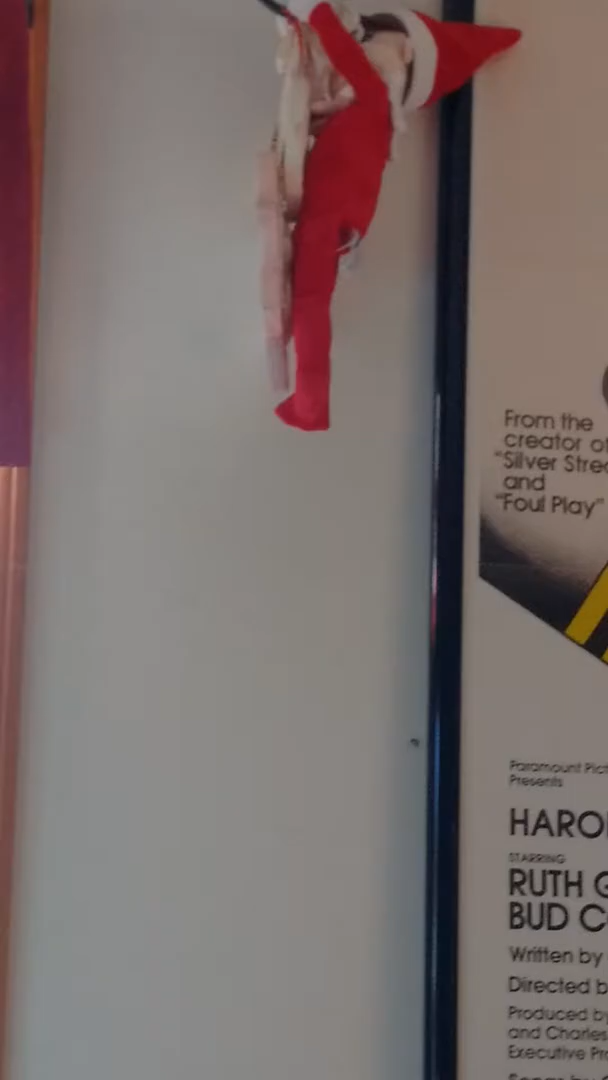 From the
creator of
"Silver Stre
and
"Foul Play"
Paramount Pict
Presents
HARO
STARRING
RUTH G
BUD C
Written by
Directed b
Produced by
and Charles
Executive Pro